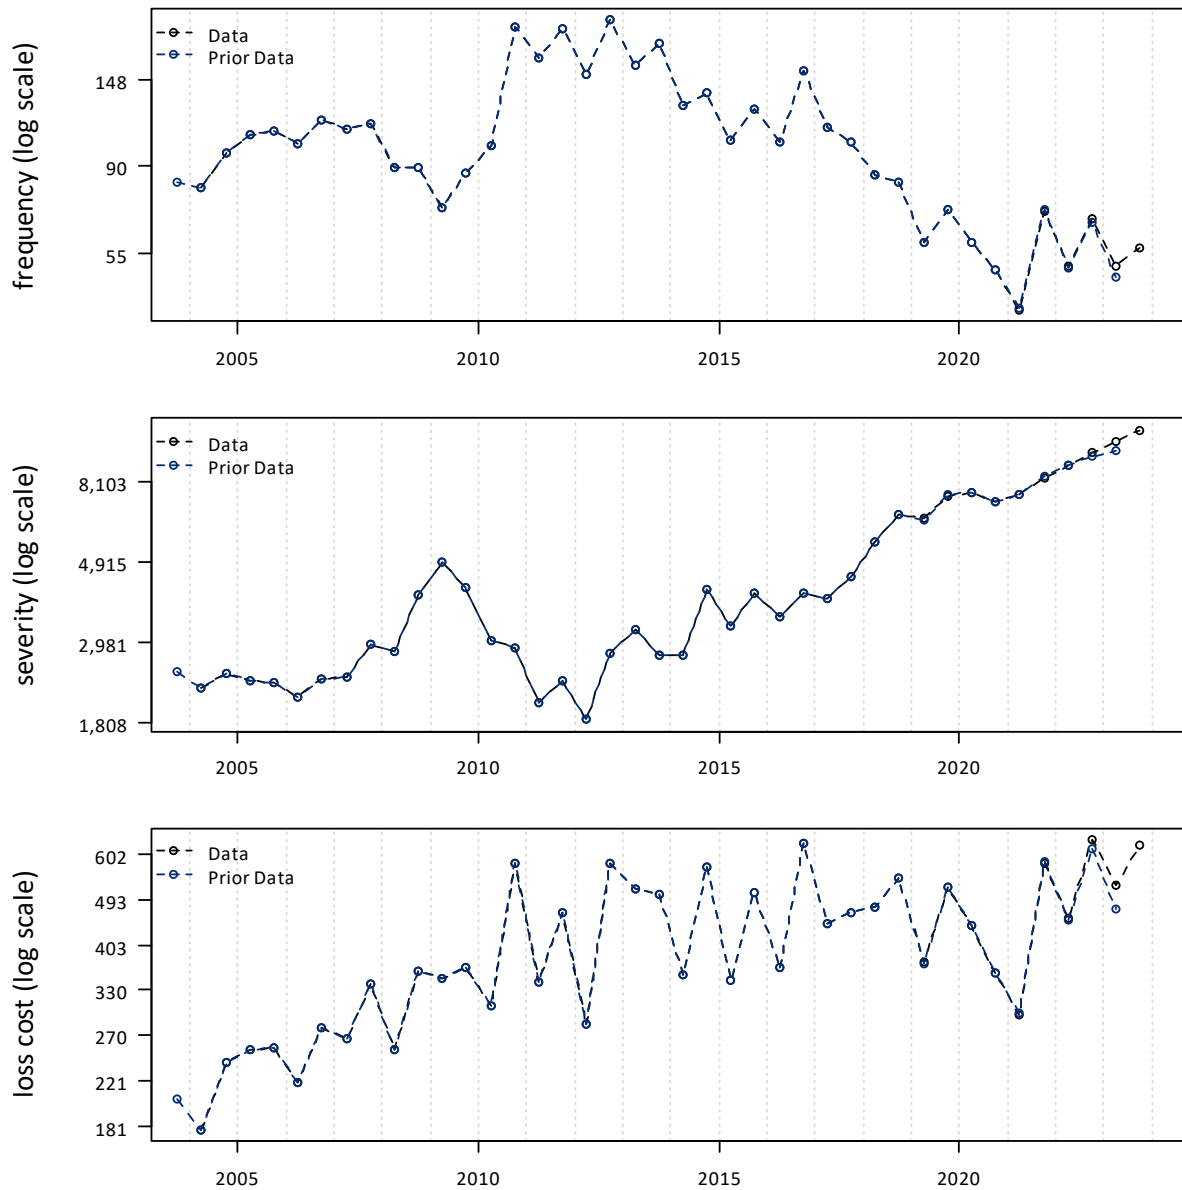 frequency (log scale)
Data
Prior Data
148
90
55
2005
2010
2015
2020
severity (log scale)
Data
Prior Data
8,103
4,915
2,981
1,808
2005
2010
2015
2020
loss cost (log scale)
Data
Prior Data
602
493
403
330
270
221
181
2005
2010
2015
2020